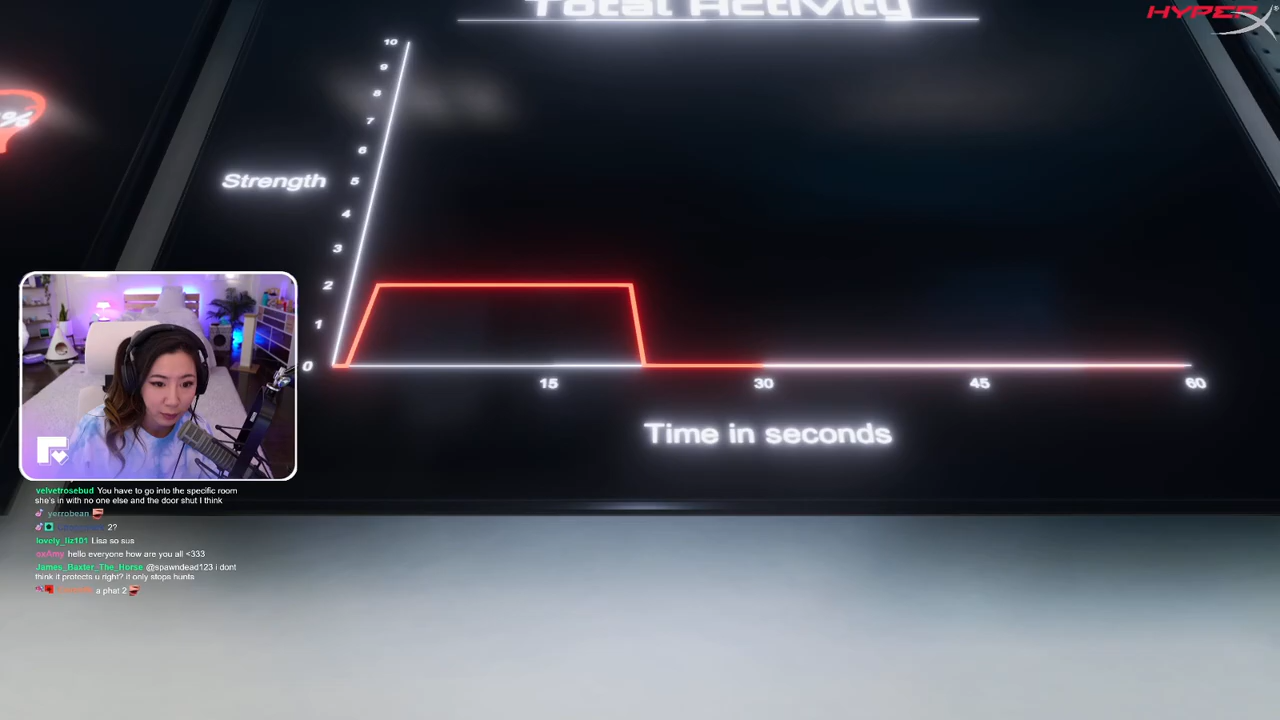 Total Activity
HYPERX
%
10
9
8
7
6
Strength
5
4
3
2
1
0
15
30
45
60
Time in seconds
velvetrosebud You have to go into the specific room
she's in with no one else and the door shut I think
yerrobean
2?
lovely_liz101 Lisa so sus
hello everyone how are you all <333
James_Baxter_The_Horse @spawndead123 i dont
think it protects u right? it only stops hunts
a phat 2